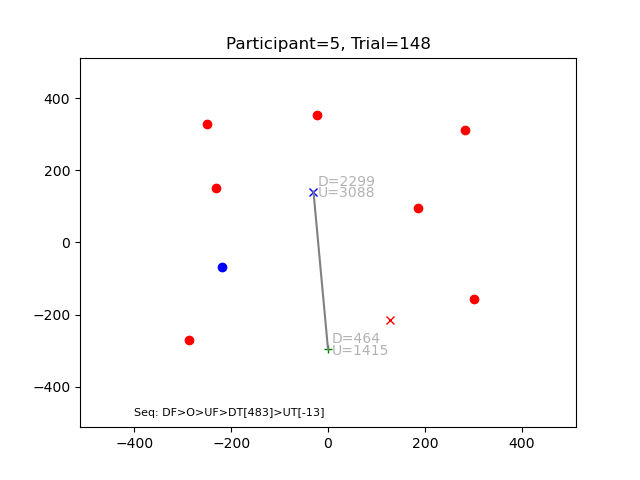 Participant=5, Trial=148
400
200
0
−200
−400
D=2299
U=3088
D=464
U=1415
Seq: DF>O>UF>DT[483]>UT[-13]
−400 −200 0 200 400